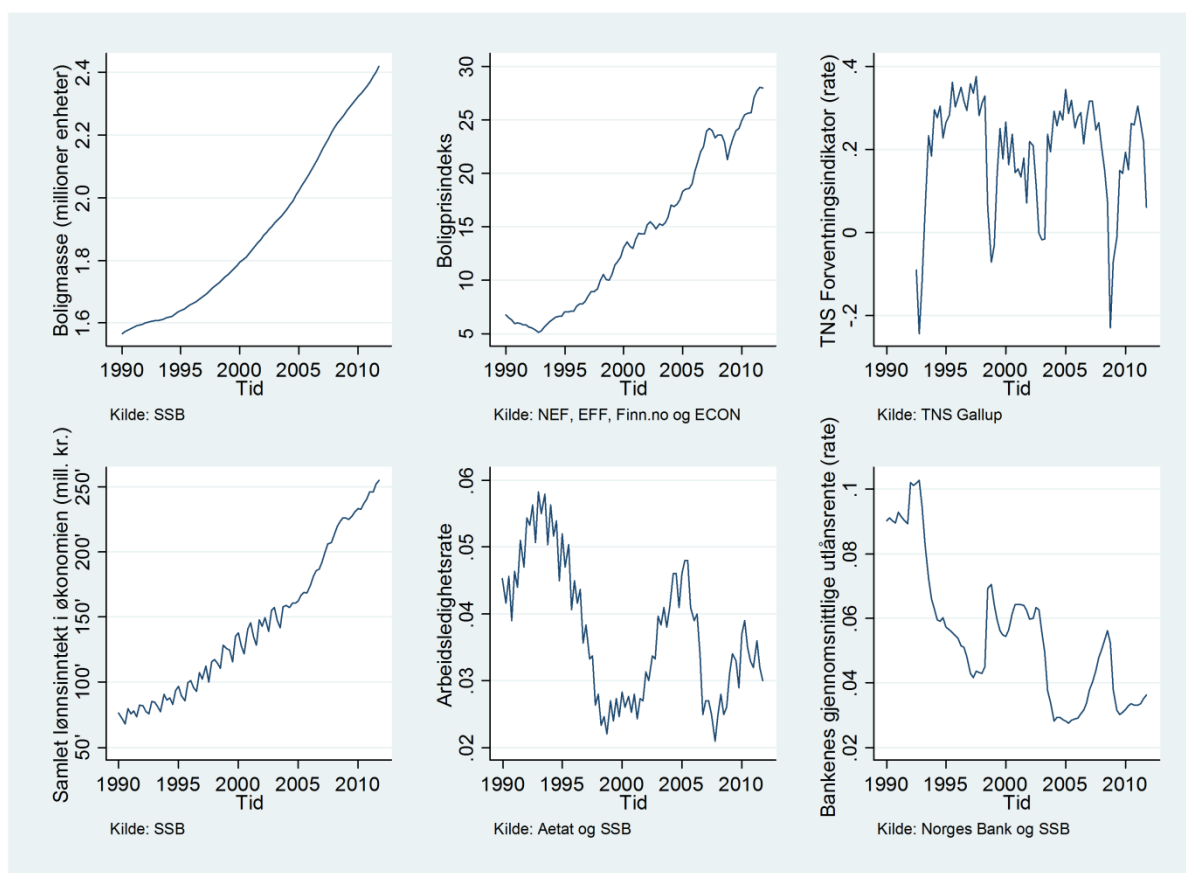 Boligmasse (millioner enheter)
2.4
2.2
2.0
1.8
1.6
1990 1995 2000 2005 2010
Tid
Kilde: SSB
Boligprisindeks
30
25
20
15
10
5
1990 1995 2000 2005 2010
Tid
Kilde: NEF, EFF, Finn.no og ECON
TNS Forventningsindikator (rate)
.4
.2
0
-.2
1990 1995 2000 2005 2010
Tid
Kilde: TNS Gallup
Samlet lønnsinntekt i økonomien (mill. kr.)
250'
200'
150'
100'
50'
1990 1995 2000 2005 2010
Tid
Kilde: SSB
Arbeidsledighetsrate
.06
.05
.04
.03
.02
1990 1995 2000 2005 2010
Tid
Kilde: Aetat og SSB
Bankenes gjennomsnittlige utlånsrente (rate)
.1
.08
.06
.04
.02
1990 1995 2000 2005 2010
Tid
Kilde: Norges Bank og SSB